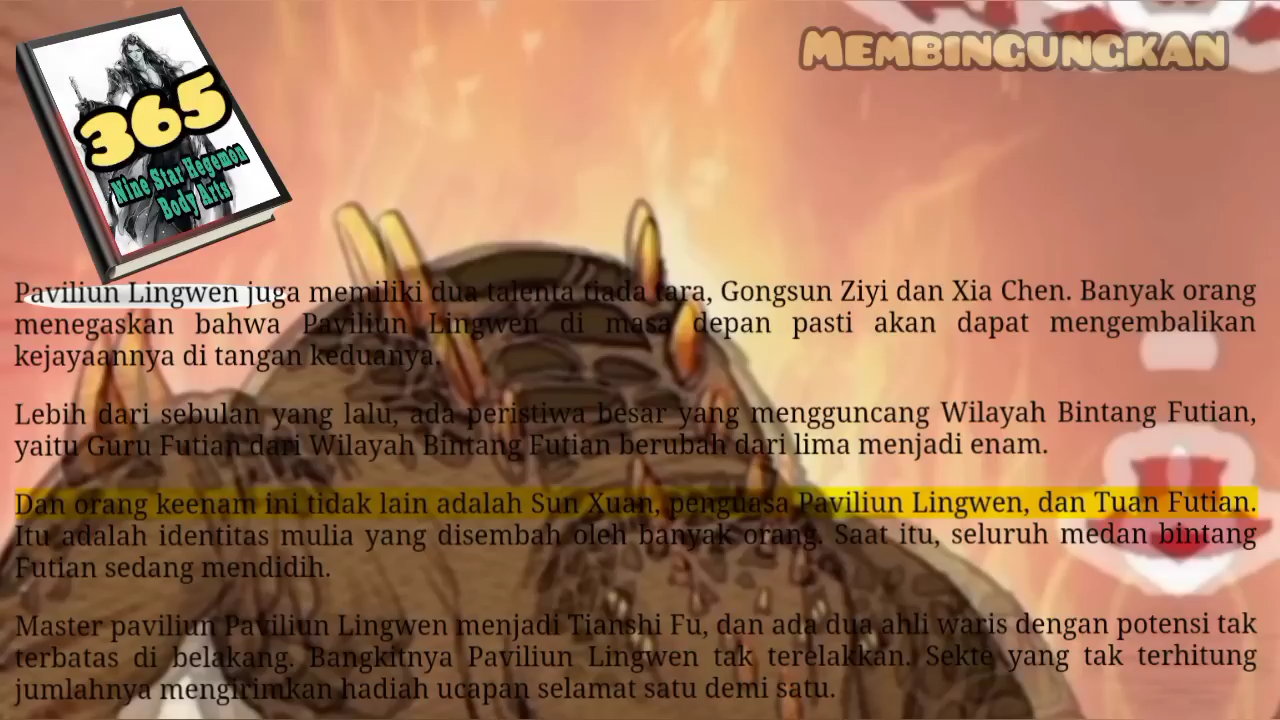 MEMBINGUNGKAN
365
Nine Star Hegemon
Body Arts
Paviliun Lingwen juga memiliki dua talenta tiada tara, Gongsun Ziyi dan Xia Chen. Banyak orang
menegaskan bahwa Paviliun Lingwen di masa depan pasti akan dapat mengembalikan
kejayaannya di tangan keduanya.
Lebih dari sebulan yang lalu, ada peristiwa besar yang mengguncang Wilayah Bintang Futian,
yaitu Guru Futian dari Wilayah Bintang Futian berubah dari lima menjadi enam.
Dan orang keenam ini tidak lain adalah Sun Xuan, penguasa Paviliun Lingwen, dan Tuan Futian.
Itu adalah identitas mulia yang disembah oleh banyak orang. Saat itu, seluruh medan bintang
Futian sedang mendidih.
Master paviliun Paviliun Lingwen menjadi Tianshi Fu, dan ada dua ahli waris dengan potensi tak
terbatas di belakang. Bangkitnya Paviliun Lingwen tak terelakkan. Sekte yang tak terhitung
jumlahnya mengirimkan hadiah ucapan selamat satu demi satu.